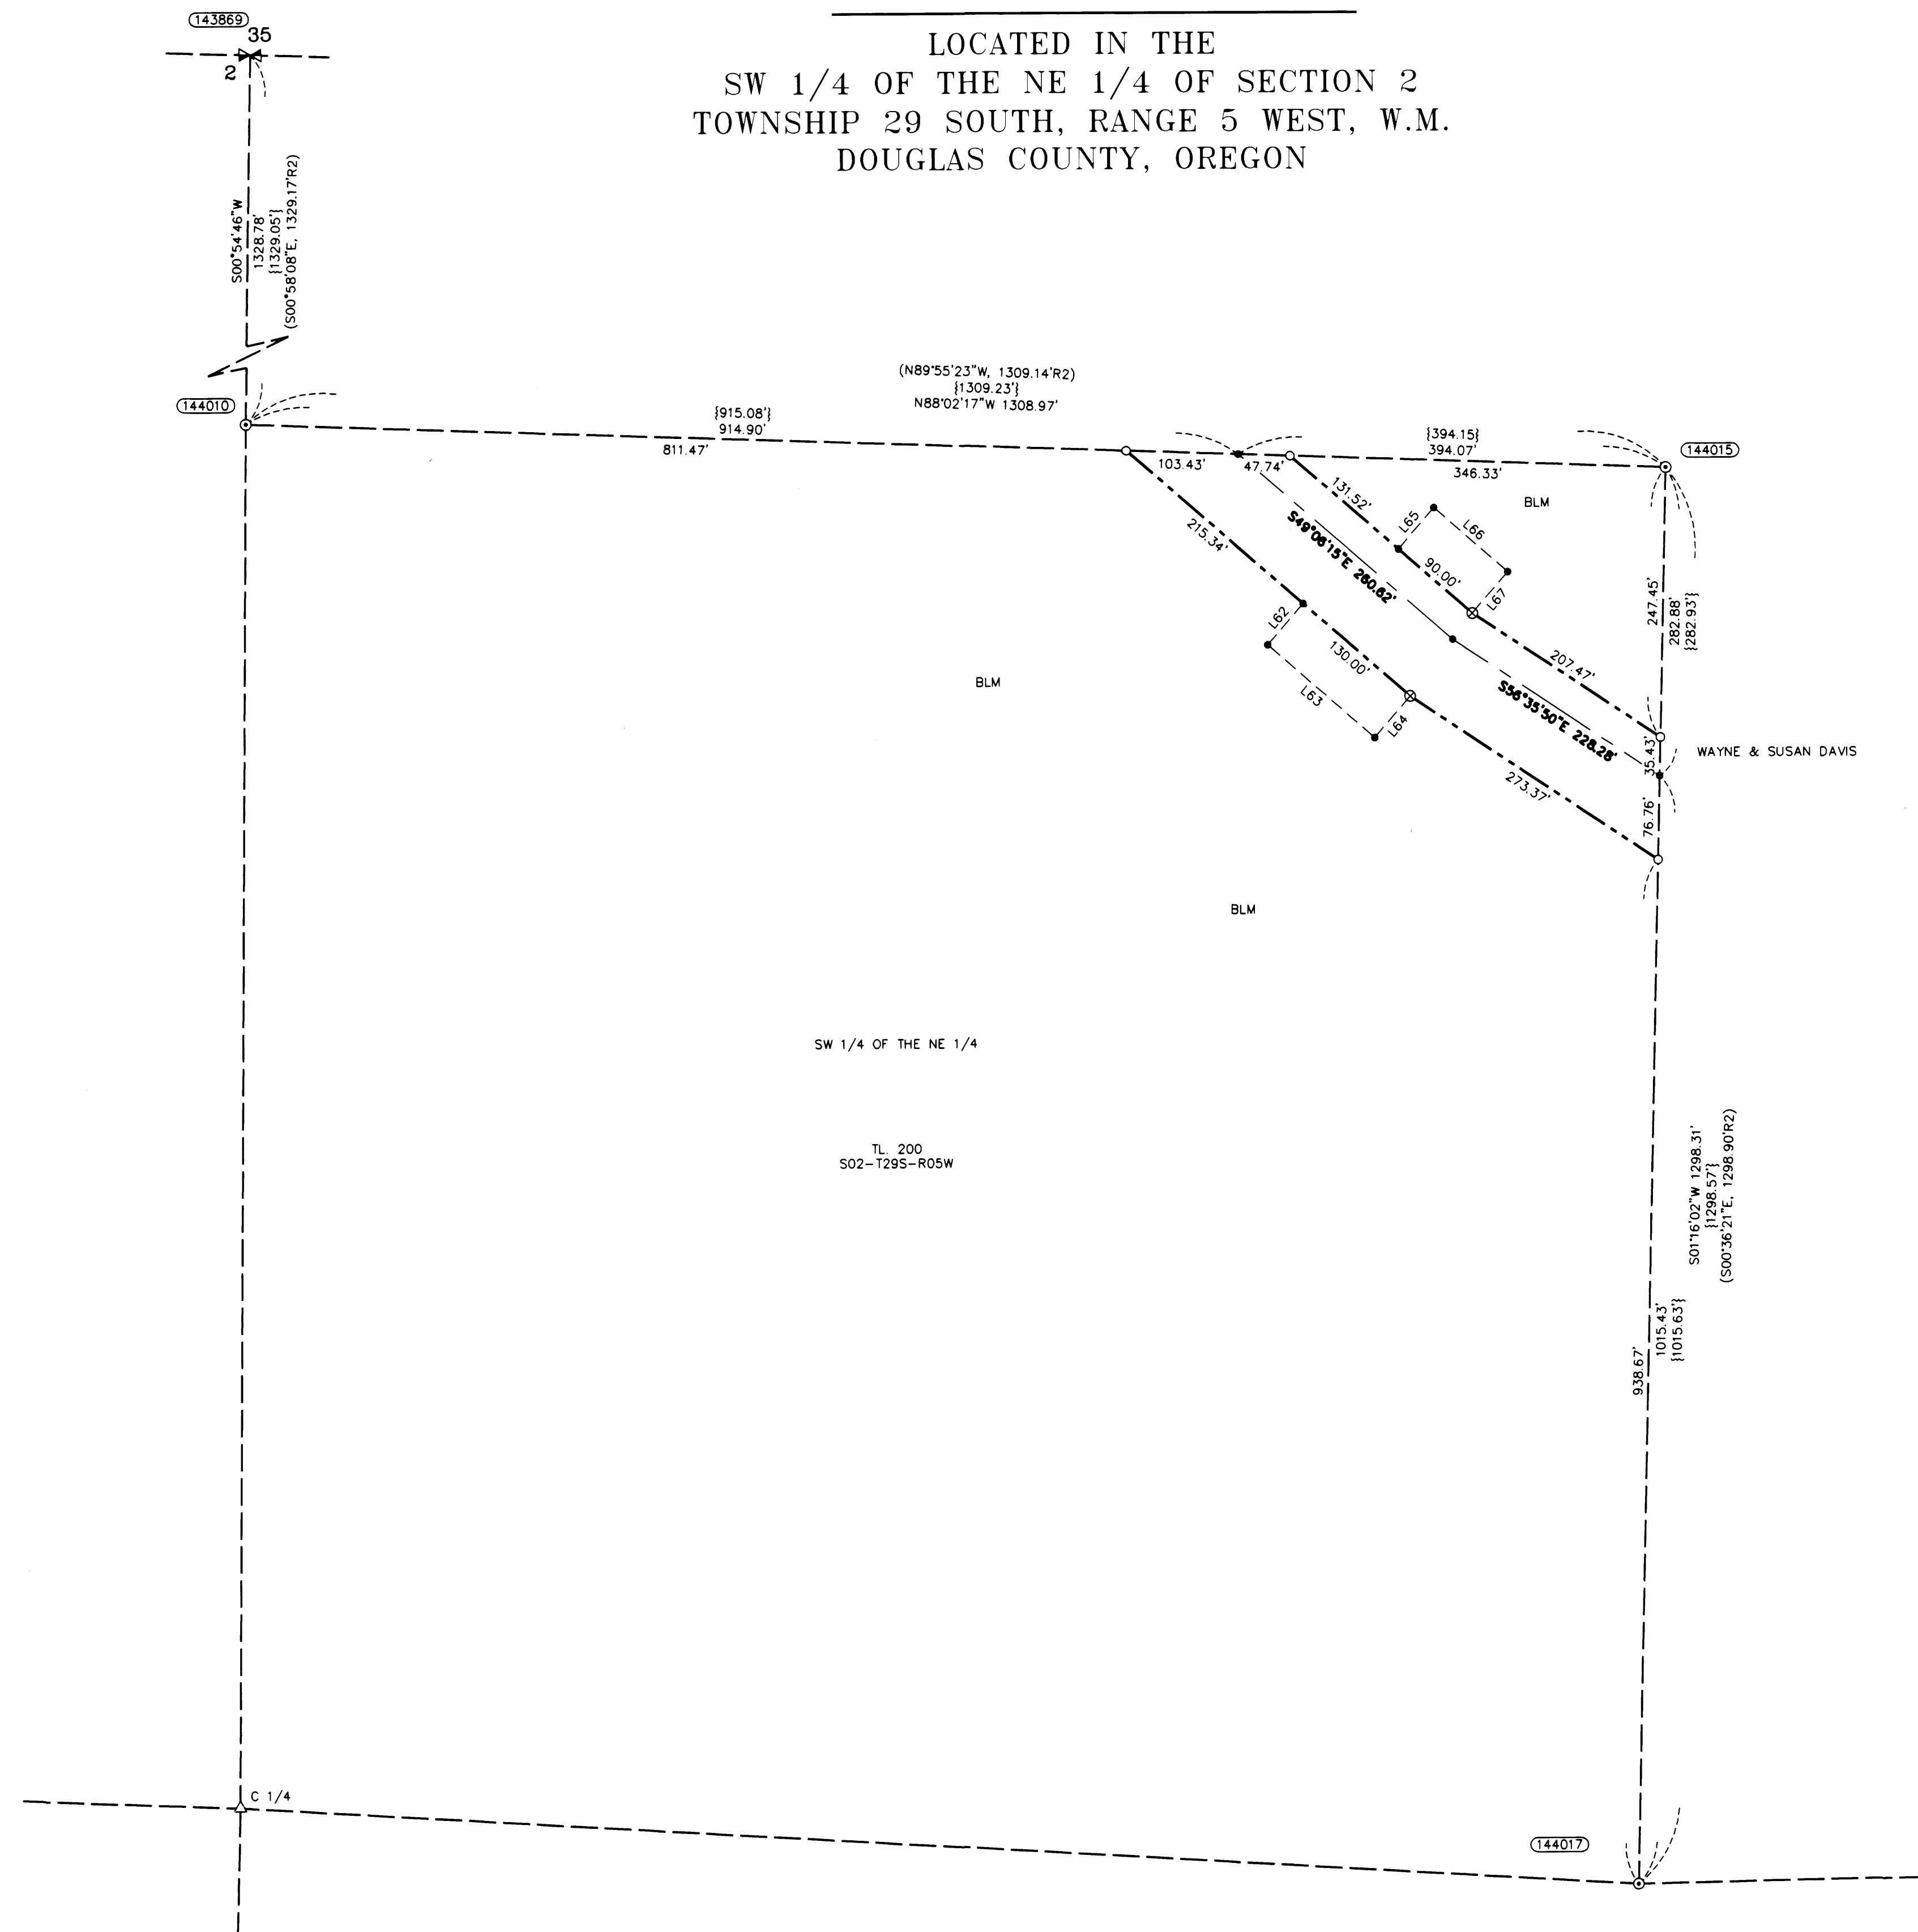 143869
35
2
LOCATED IN THE
SW 1/4 OF THE NE 1/4 OF SECTION 2
TOWNSHIP 29 SOUTH, RANGE 5 WEST, W.M.
DOUGLAS COUNTY, OREGON
S00°54'46"W
1328.78'
{1329.05'}
(S00°58'08"E, 1329.17'R2)
144010
(N89°55'23"W, 1309.14'R2)
{1309.23'}
N88°02'17"W 1308.97'
{915.08'}
914.90'
811.47'
103.43'
47.74'
{394.15}
394.07'
346.33'
144015
BLM
131.52'
L65
L66
90.00'
L67
S49°06'15"E 260.62'
215.34'
L62
130.00'
L63
L64
207.47'
S56°35'50"E 228.28'
273.37'
247.45'
282.88'
{282.93'}
35.43'
76.76'
WAYNE & SUSAN DAVIS
BLM
BLM
SW 1/4 OF THE NE 1/4
TL. 200
S02-T29S-R05W
S01°16'02"W 1298.31'
{1298.57'}
(S00°36'21"E, 1298.90'R2)
1015.43'
{1015.63'}
938.67'
C 1/4
144017